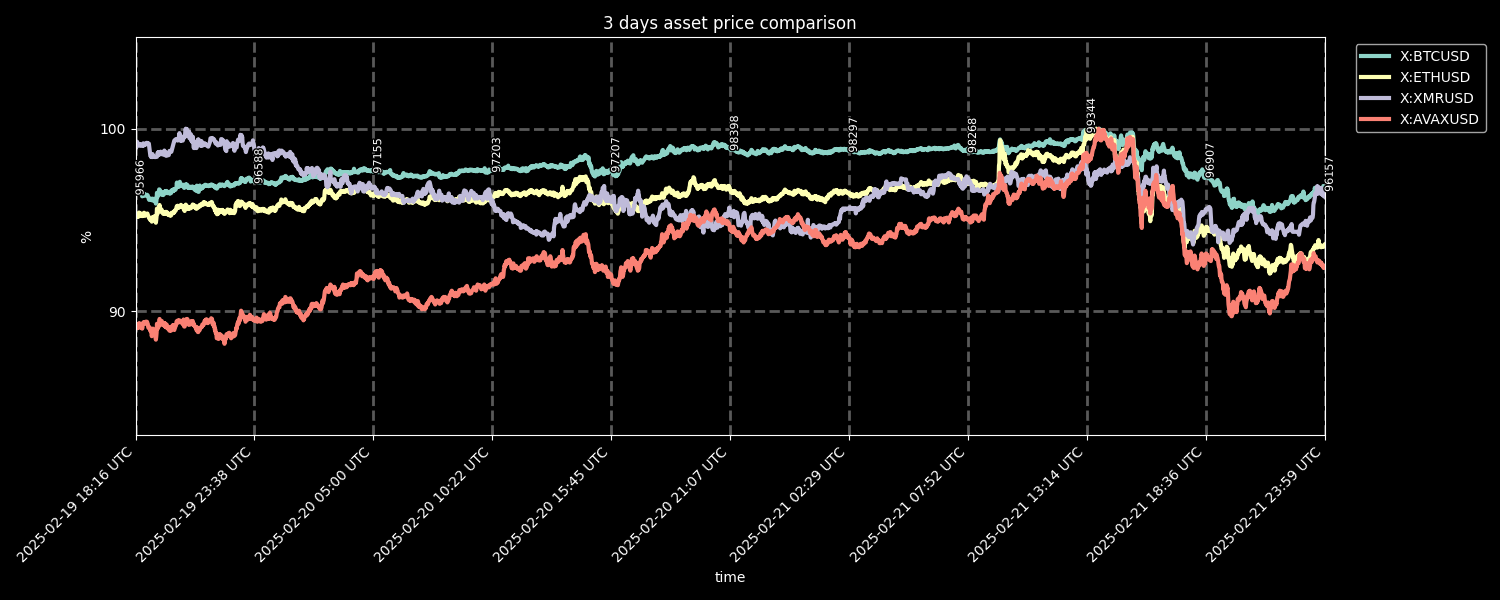 3 days asset price comparison
X:BTCUSD
X:ETHUSD
X:XMRUSD
X:AVAXUSD
100
90
%
95966
96588
97155
97203
97207
98398
98297
98268
99344
96907
96157
2025-02-19 18:16 UTC
2025-02-19 23:38 UTC
2025-02-20 05:00 UTC
2025-02-20 10:22 UTC
2025-02-20 15:45 UTC
2025-02-20 21:07 UTC
2025-02-21 02:29 UTC
2025-02-21 07:52 UTC
2025-02-21 13:14 UTC
2025-02-21 18:36 UTC
2025-02-21 23:59 UTC
time